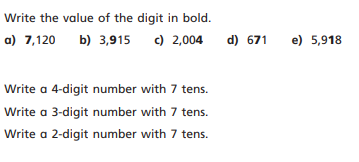 Write the value of the digit in bold.
a) 7,120 b) 3,915 c) 2,004 d) 671 e) 5,918
Write a 4-digit number with 7 tens.
Write a 3-digit number with 7 tens.
Write a 2-digit number with 7 tens.